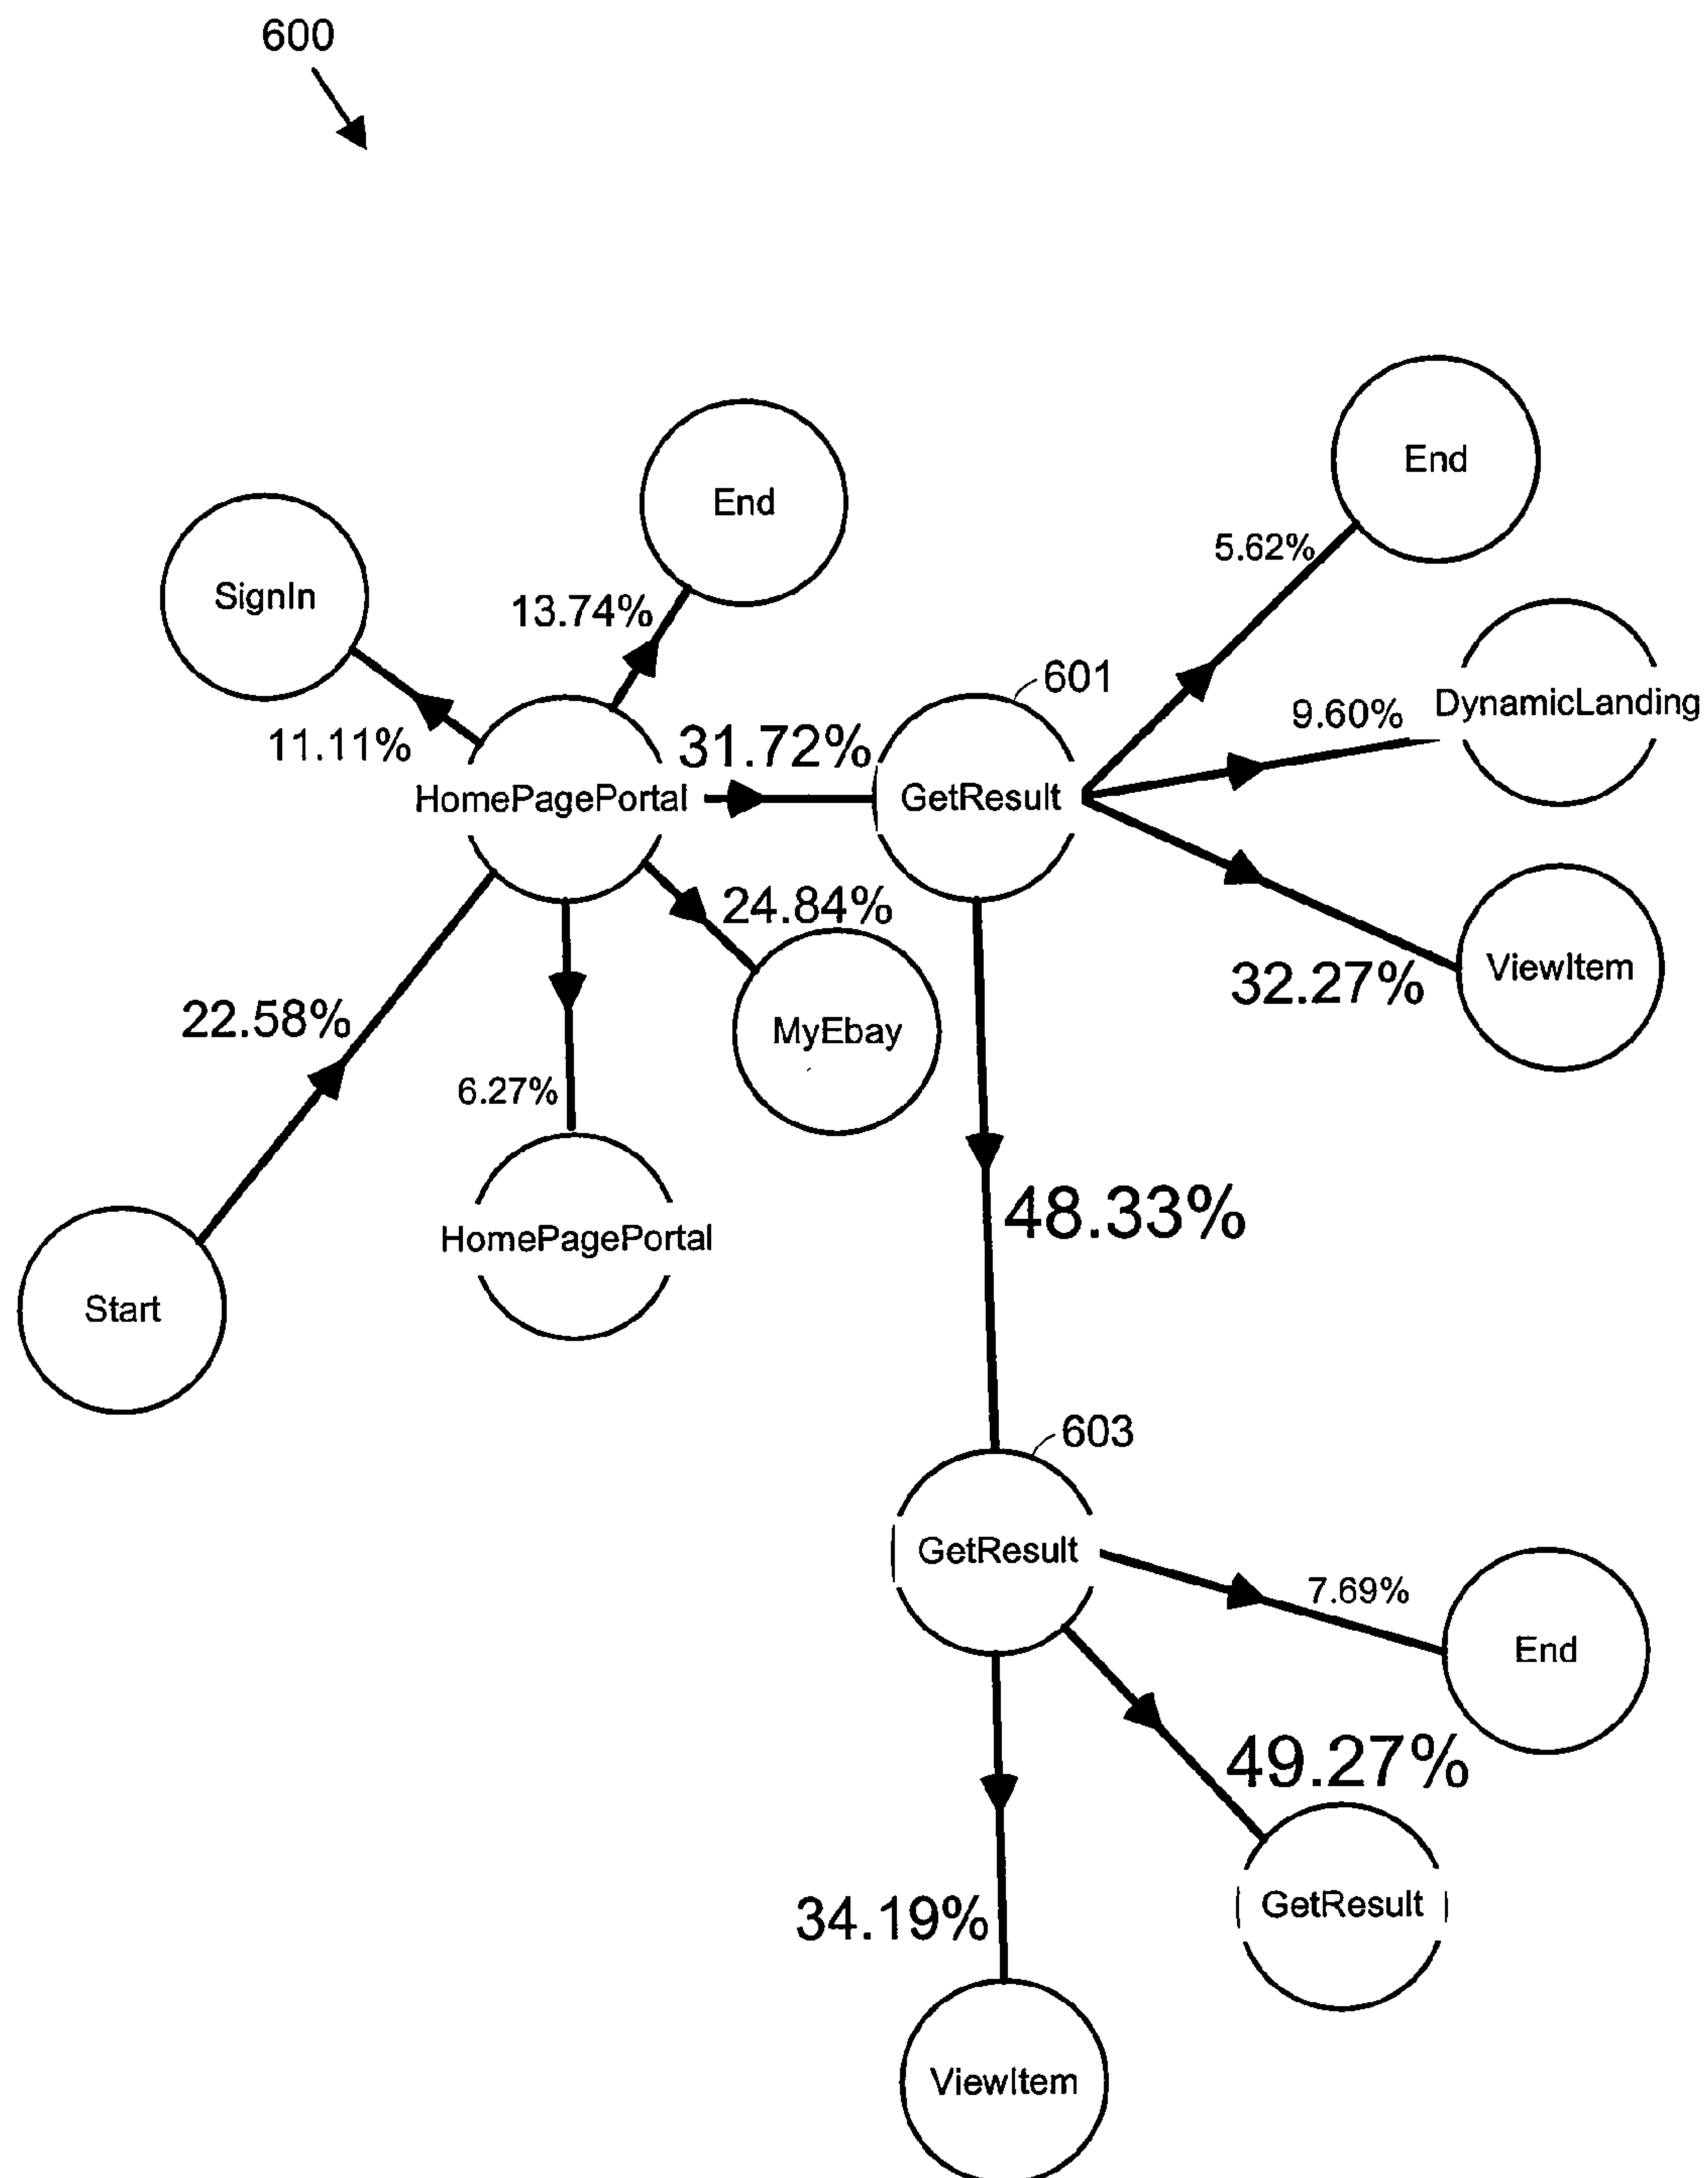 600
End
End
SignIn
5.62%
13.74%
601
9.60%
DynamicLanding
11.11%
31.72%
HomePagePortal
GetResult
24.84%
ViewItem
32.27%
22.58%
MyEbay
6.27%
48.33%
HomePagePortal
Start
603
GetResult
7.69%
End
49.27%
34.19%
GetResult
ViewItem